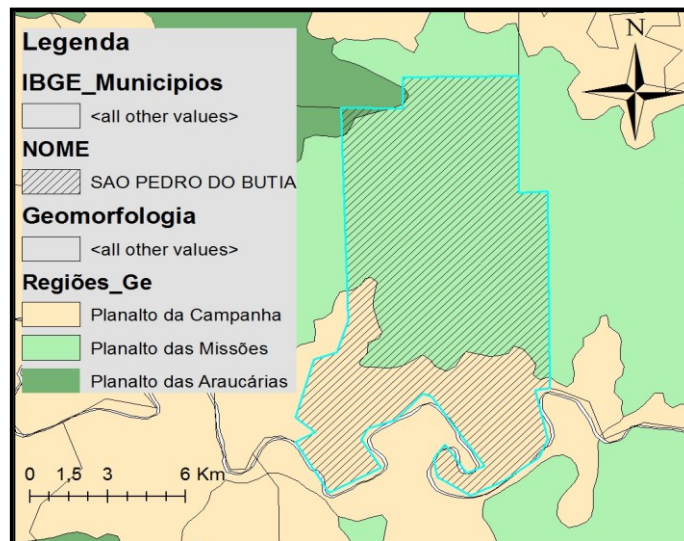 Legenda
IBGE_Municipios
<all other values>
NOME
SAO PEDRO DO BUTIA
Geomorfologia
<all other values>
Regiões_Ge
Planalto da Campanha
Planalto das Missões
Planalto das Araucárias
N
0 1,5 3 6 Km